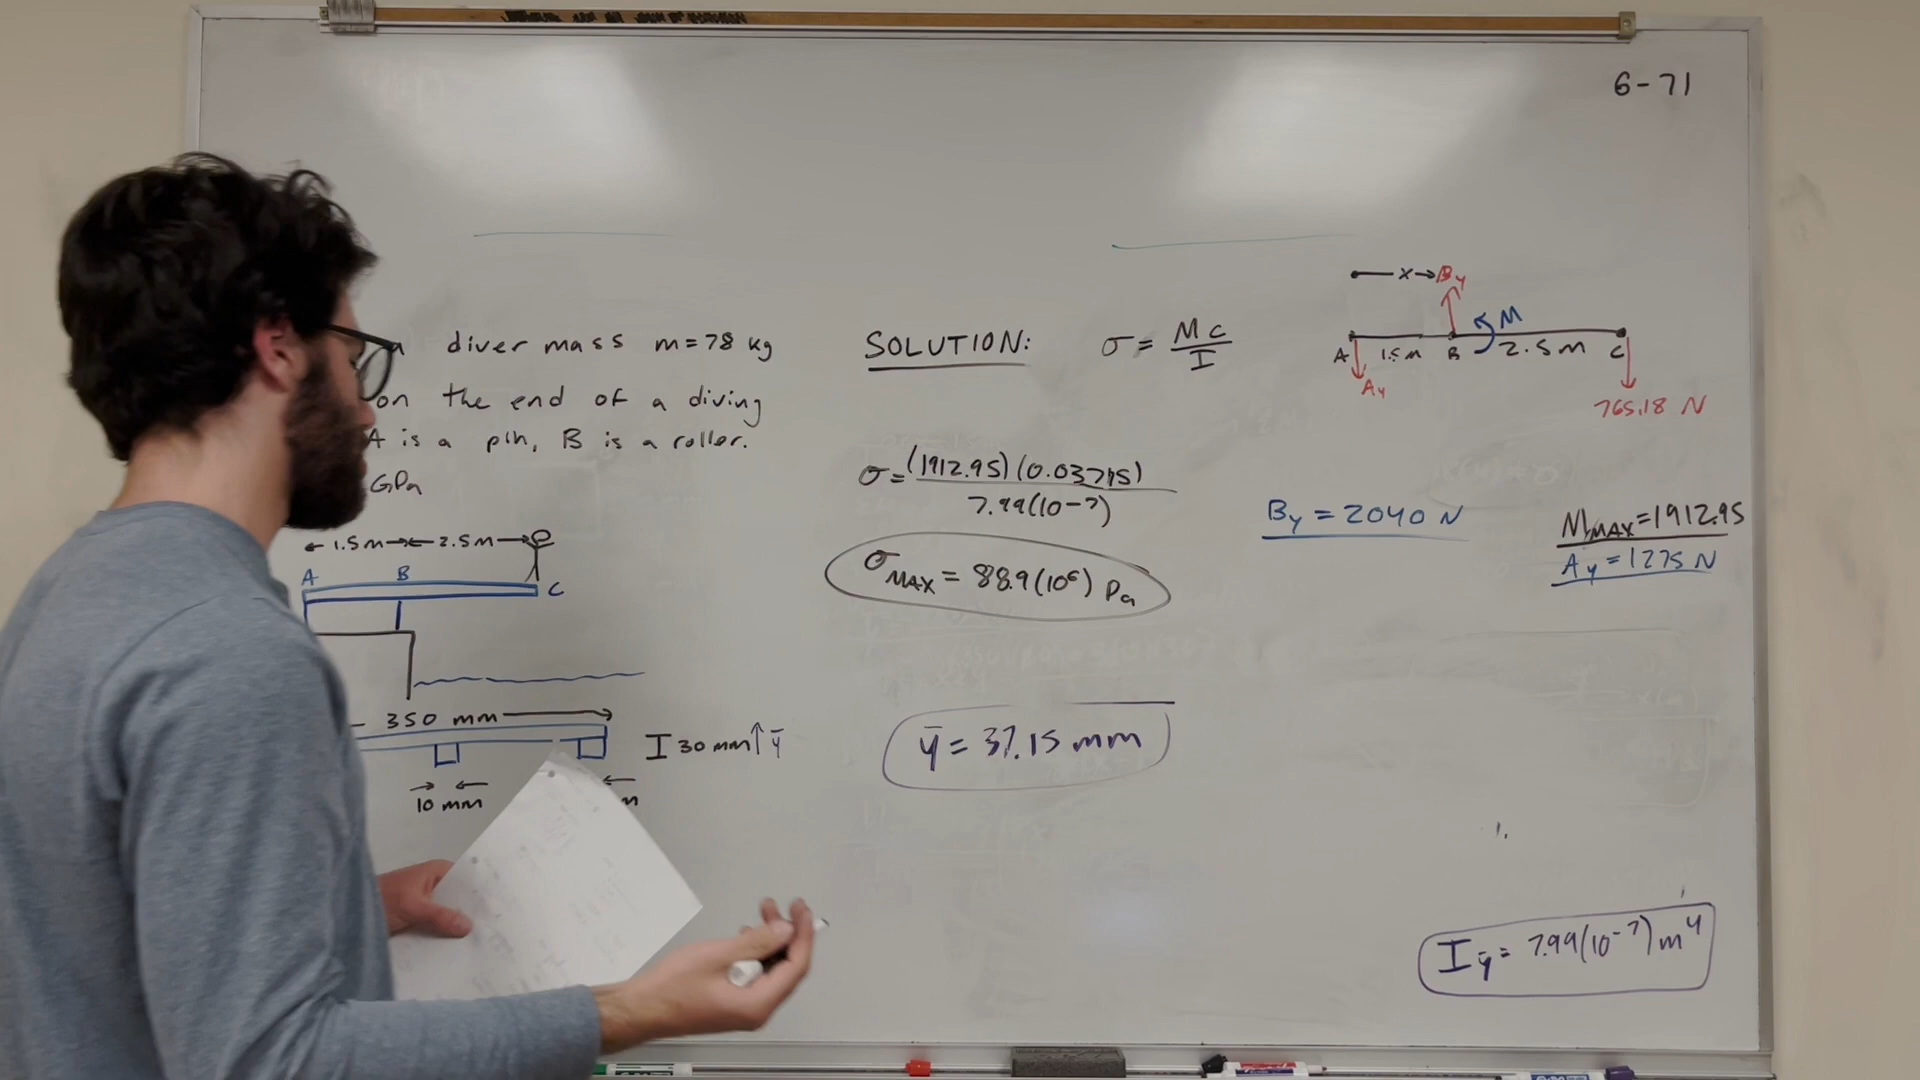 6-71
a diver mass m=78 kg
on the end of a diving
A is a pin, B is a roller.
GPa
1.5m 2.5m
A B C
350 mm
I 30 mm ↑ ȳ
10 mm
m
SOLUTION: σ = Mc/I
σ = (1912.95)(0.03715)/7.99(10-7)
σMAX = 88.9(10⁶) Pa
ȳ = 37.15 mm
x → By
M
A 1.5m B 2.5m C
Ay
765.18 N
By = 2040 N
MMAX=1912.95
Ay = 1275 N
Iȳ = 7.99(10⁻⁷) m⁴